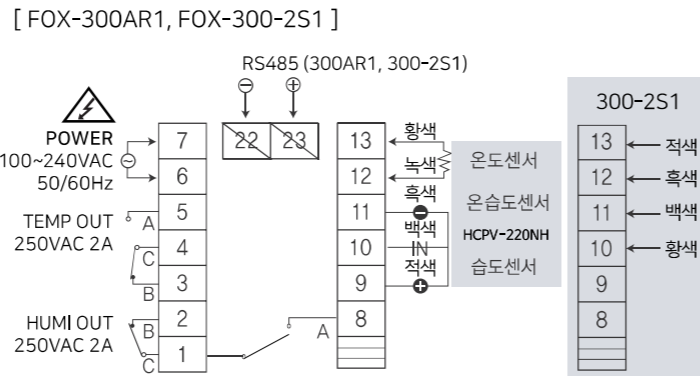 [ FOX-300AR1, FOX-300-2S1 ]
RS485 (300AR1, 300-2S1)
⊖ ⊕
300-2S1
POWER
100~240VAC
50/60Hz
7 22 23 13 황색
6 12 녹색
온도센서
TEMP OUT
250VAC 2A
A 5 11 흑색
온습도센서
C 4 10 백색 IN
HCPV-220NH
B 3 9 적색
습도센서
HUMI OUT
250VAC 2A
B 2 A 8
C 1
13 적색
12 흑색
11 백색
10 황색
9
8